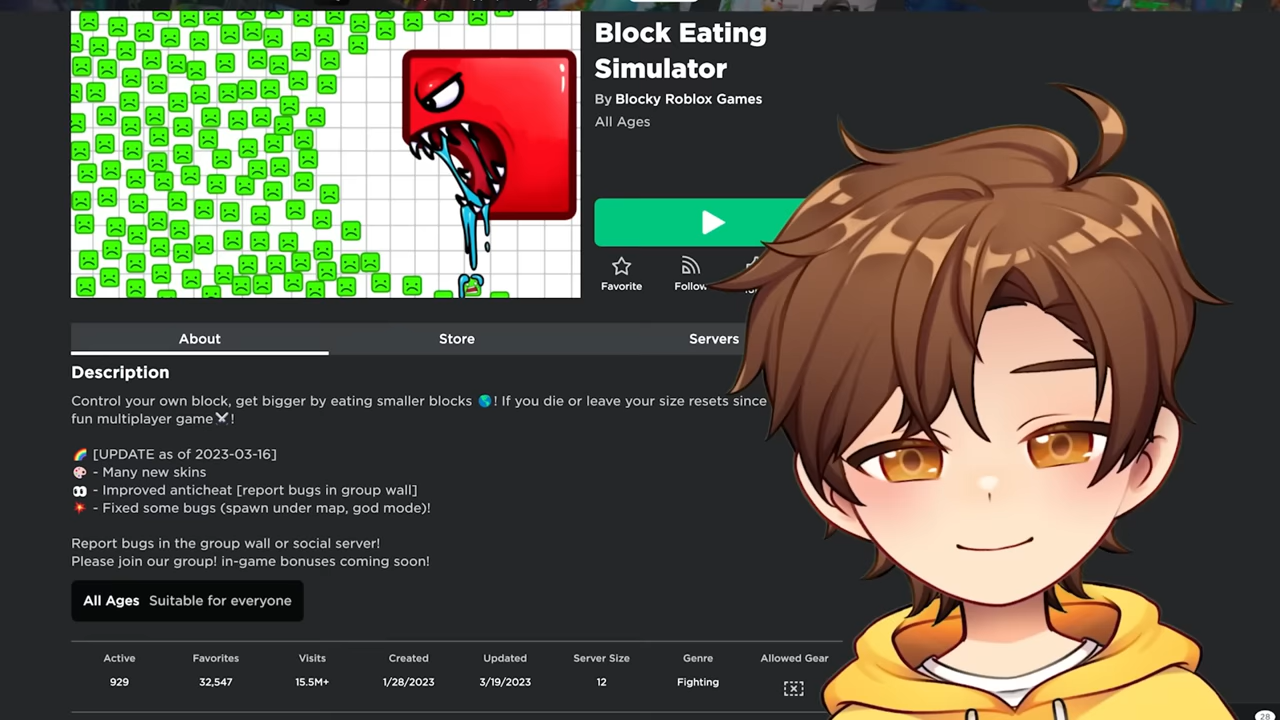 Block Eating
Simulator
By Blocky Roblox Games
All Ages
Favorite
Follow
About
Store
Servers
Description
Control your own block, get bigger by eating smaller blocks 🌎! If you die or leave your size resets since
fun multiplayer game⚔️!
🌈 [UPDATE as of 2023-03-16]
🎨 - Many new skins
👀 - Improved anticheat [report bugs in group wall]
💥 - Fixed some bugs (spawn under map, god mode)!
Report bugs in the group wall or social server!
Please join our group! in-game bonuses coming soon!
All Ages Suitable for everyone
Active Favorites Visits Created Updated Server Size Genre Allowed Gear
929 32,547 15.5M+ 1/28/2023 3/19/2023 12 Fighting
28